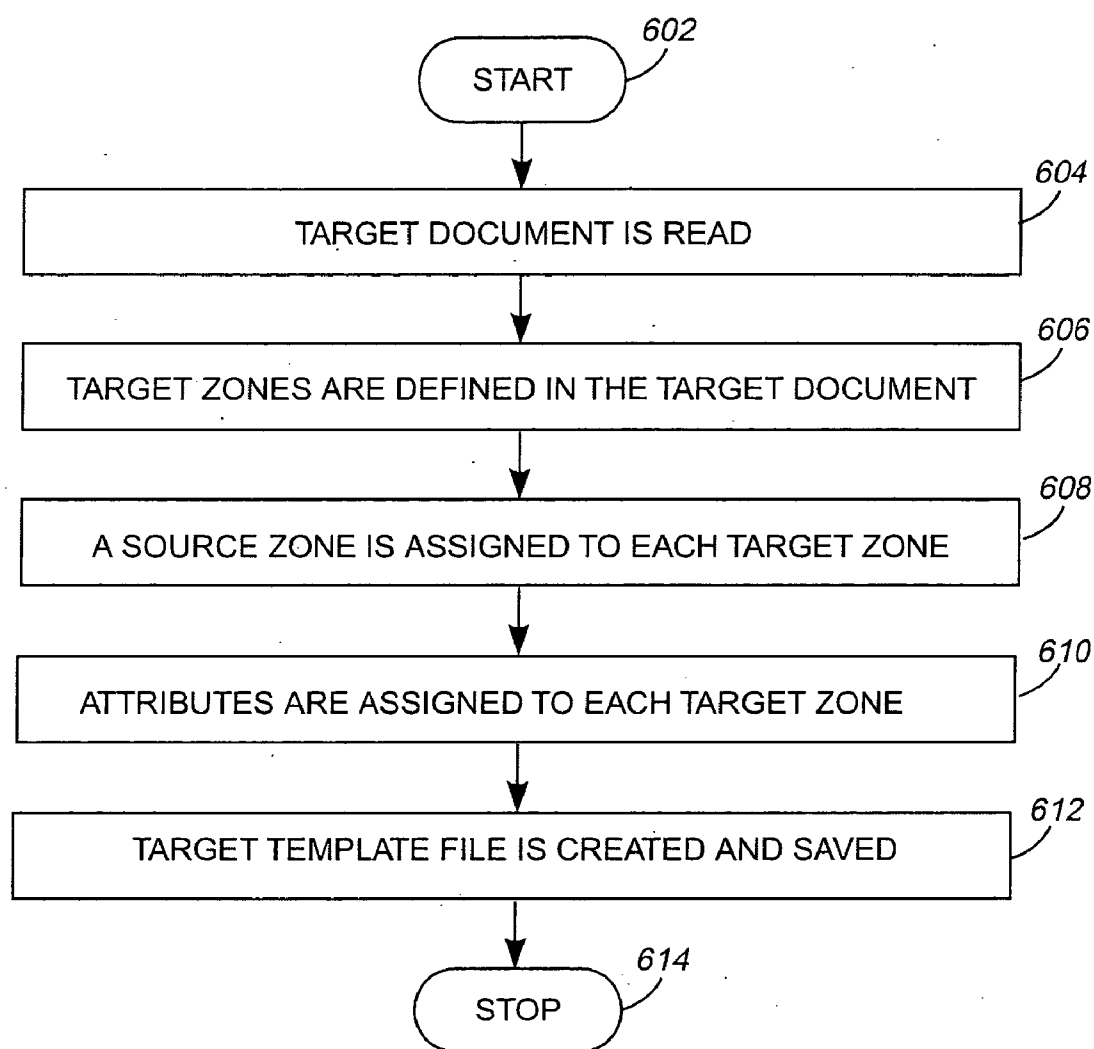 602
START
604
TARGET DOCUMENT IS READ
606
TARGET ZONES ARE DEFINED IN THE TARGET DOCUMENT
608
A SOURCE ZONE IS ASSIGNED TO EACH TARGET ZONE
610
ATTRIBUTES ARE ASSIGNED TO EACH TARGET ZONE
612
TARGET TEMPLATE FILE IS CREATED AND SAVED
614
STOP